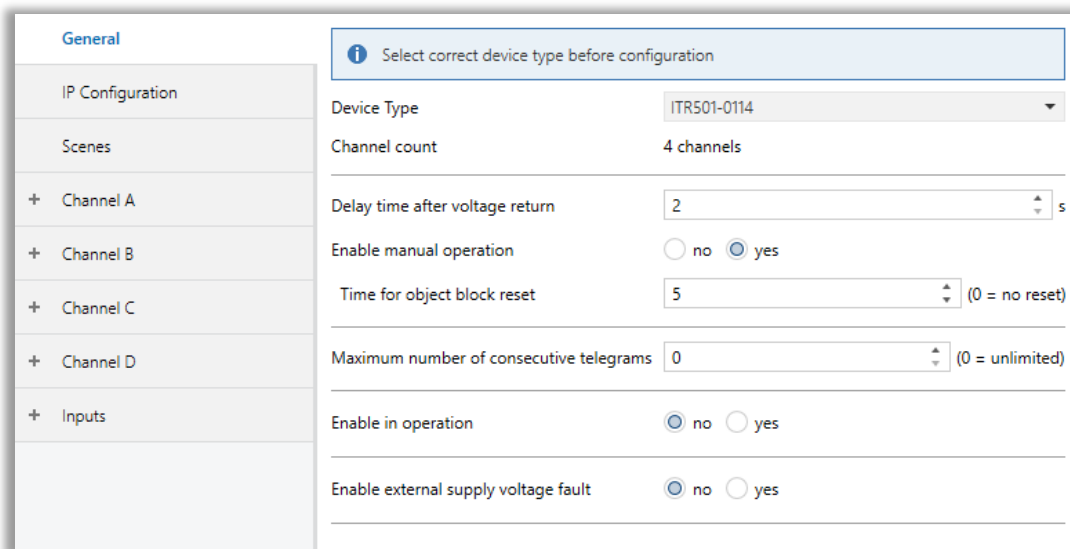 General
IP Configuration
Scenes
+ Channel A
+ Channel B
+ Channel C
+ Channel D
+ Inputs
Select correct device type before configuration
Device Type ITR501-0114
Channel count 4 channels
Delay time after voltage return 2 s
Enable manual operation no yes
Time for object block reset 5 (0 = no reset)
Maximum number of consecutive telegrams 0 (0 = unlimited)
Enable in operation no yes
Enable external supply voltage fault no yes